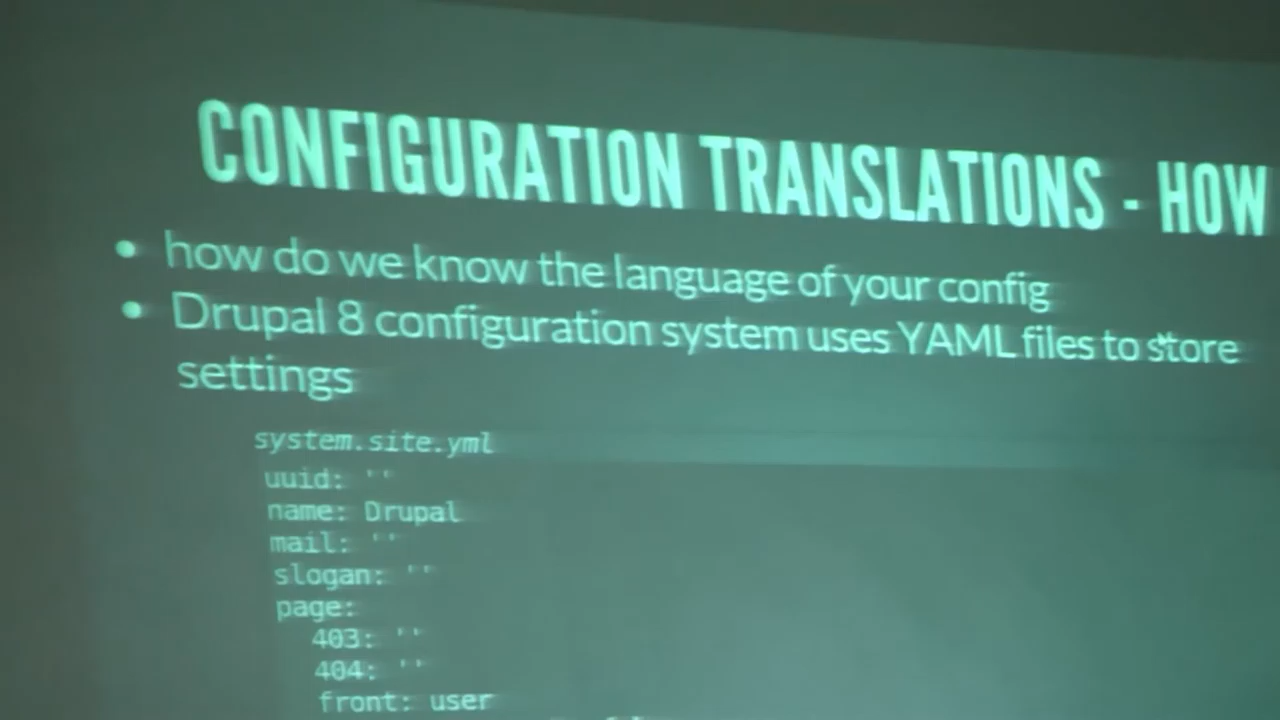 CONFIGURATION TRANSLATIONS - HOW
• how do we know the language of your config
• Drupal 8 configuration system uses YAML files to store
settings
system.site.yml
uuid: ''
name: Drupal
mail: ''
slogan: ''
page:
403: ''
404: ''
front: user